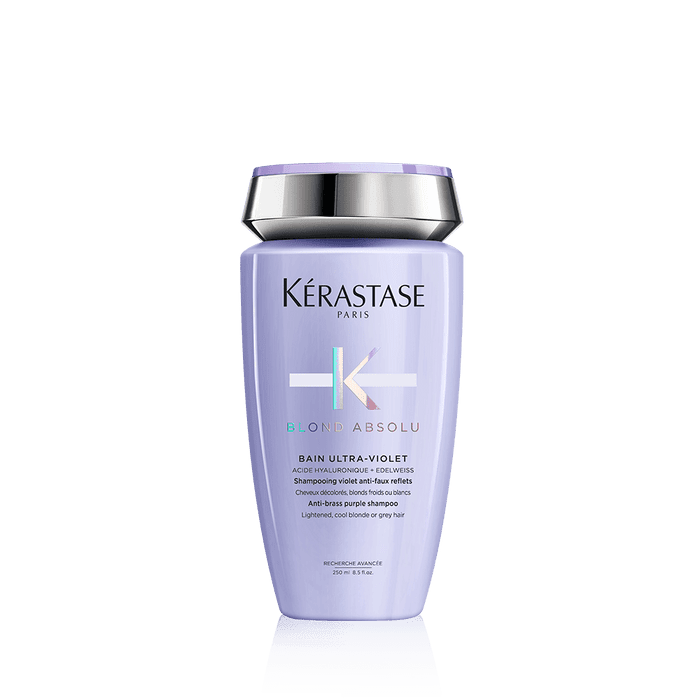 KÉRASTASE
PARIS
K
BLOND ABSOLU
BAIN ULTRA-VIOLET
ACIDE HYALURONIQUE + EDELWEISS
Shampooing violet anti-faux reflets
Cheveux décolorés, blonds froids ou blancs
Anti-brass purple shampoo
Lightened, cool blonde or grey hair
RECHERCHE AVANCÉE
250 ml 8.5 fl.oz.